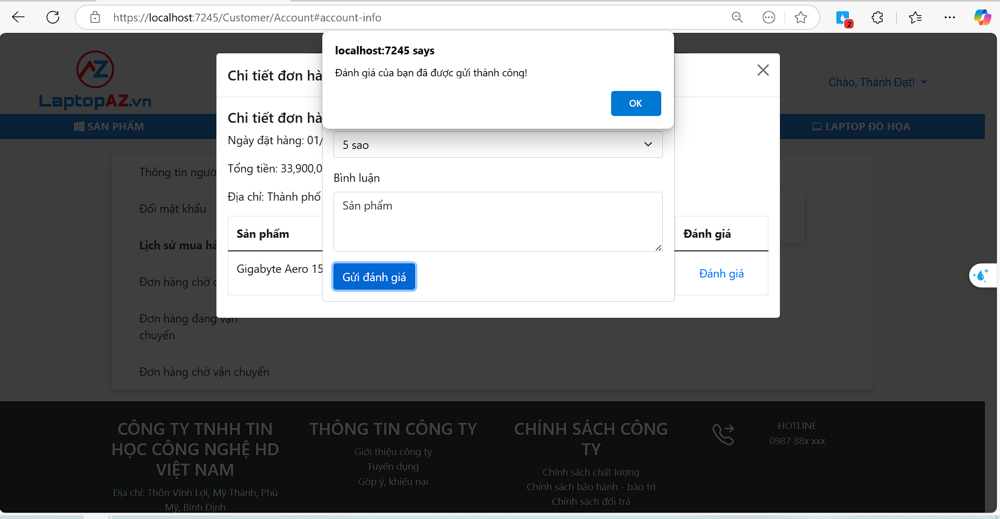 https://localhost:7245/Customer/Account#account-info
2
localhost:7245 says
Đánh giá của bạn đã được gửi thành công!
OK
AZ
LaptopAZ.vn
Chào, Thành Đạt!
SẢN PHẨM
LAPTOP ĐỒ HỌA
Chi tiết đơn hà
Chi tiết đơn hà
Ngày đặt hàng: 01/
Tổng tiền: 33,900,0
Địa chỉ: Thành phố
Sản phẩm
Đánh giá
Gigabyte Aero 15
Đánh giá
5 sao
Bình luận
Sản phẩm
Gửi đánh giá
Thông tin ngườ
Đổi mật khẩu
Lịch sử mua hà
Đơn hàng chờ
Đơn hàng đang vận
chuyển
Đơn hàng chờ vận chuyển
CÔNG TY TNHH TIN
HỌC CÔNG NGHỆ HD
VIỆT NAM
Địa chỉ: Thôn Vĩnh Lợi, Mỹ Thành, Phù
Mỹ, Bình Định
THÔNG TIN CÔNG TY
Giới thiệu công ty
Tuyển dụng
Góp ý, khiếu nại
CHÍNH SÁCH CÔNG
TY
Chính sách chất lượng
Chính sách bảo hành - bảo trì
Chính sách đổi trả
HOTLINE
0987 88x xxx